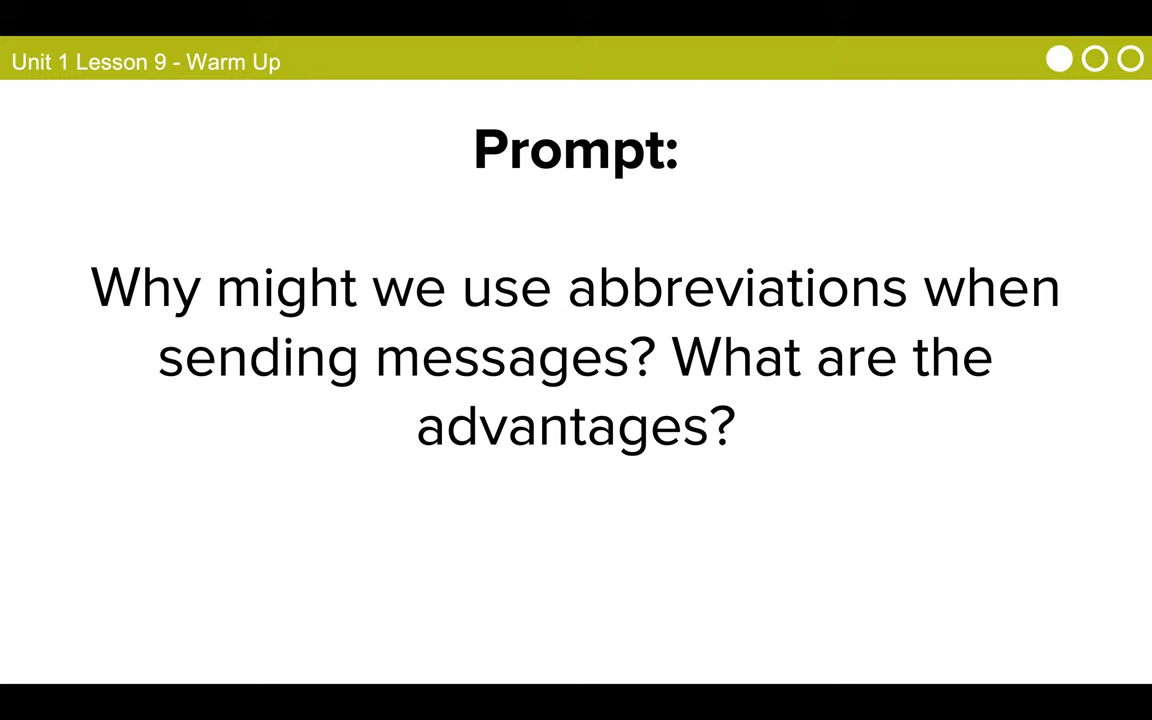 Unit 1 Lesson 9 - Warm Up
Prompt:
Why might we use abbreviations when
sending messages? What are the
advantages?